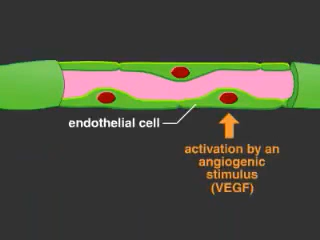 endothelial cell
activation by an
angiogenic
stimulus
(VEGF)